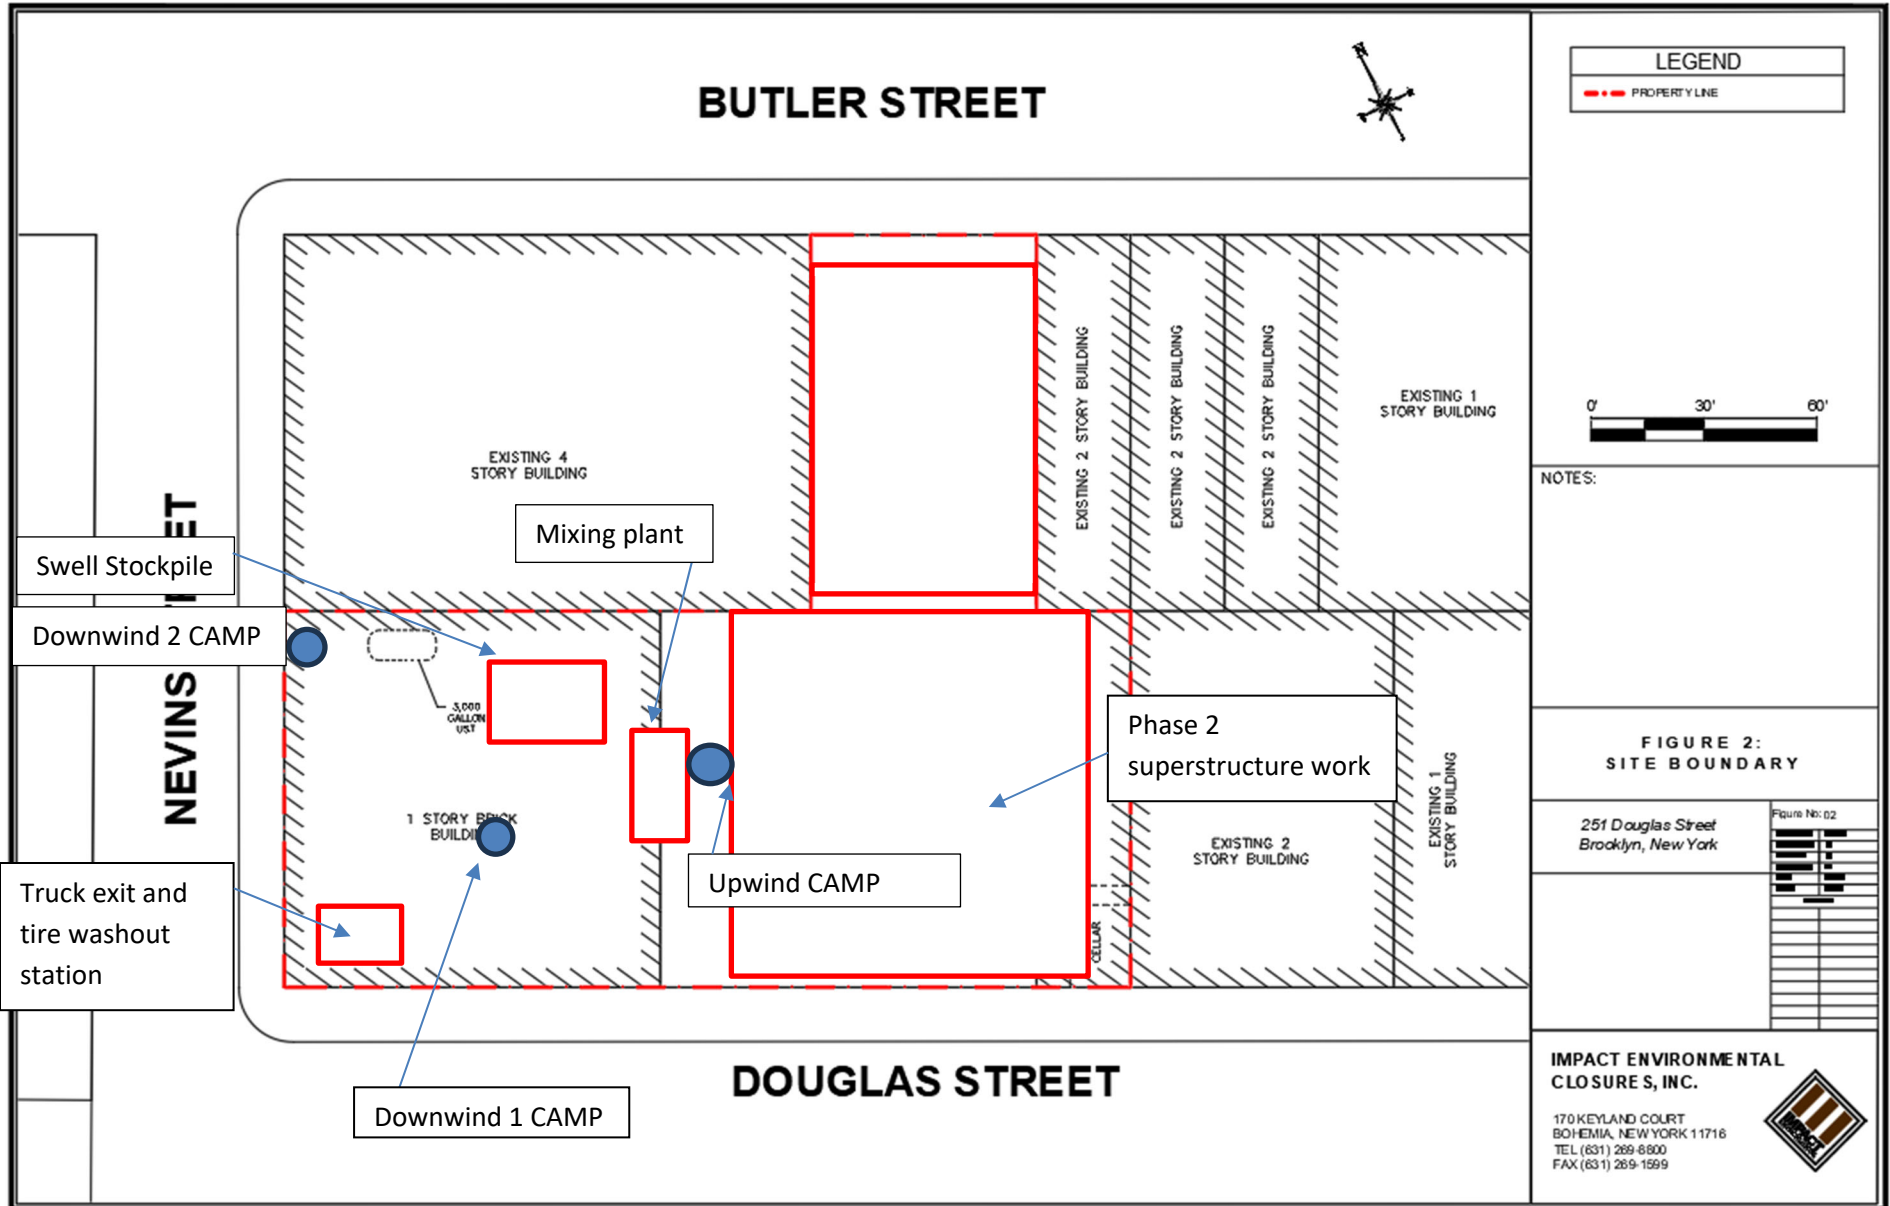 BUTLER STREET
N
LEGEND
PROPERTY LINE
0' 30' 60'
NOTES:
EXISTING 4
STORY BUILDING
EXISTING 2 STORY BUILDING
EXISTING 2 STORY BUILDING
EXISTING 2 STORY BUILDING
EXISTING 1
STORY BUILDING
NEVINS
Mixing plant
Swell Stockpile
Downwind 2 CAMP
3,000
GALLON
UST
1 STORY BRICK
Phase 2
superstructure work
Upwind CAMP
Truck exit and
tire washout
station
Downwind 1 CAMP
CELLAR
EXISTING 2
STORY BUILDING
EXISTING 1
STORY BUILDING
DOUGLAS STREET
FIGURE 2:
SITE BOUNDARY
251 Douglas Street
Brooklyn, New York
Figure No: 02
IMPACT ENVIRONMENTAL
CLOSURES, INC.
170 KEYLAND COURT
BOHEMIA, NEW YORK 11716
TEL (631) 269-8800
FAX (631) 269-1599
IMPACT